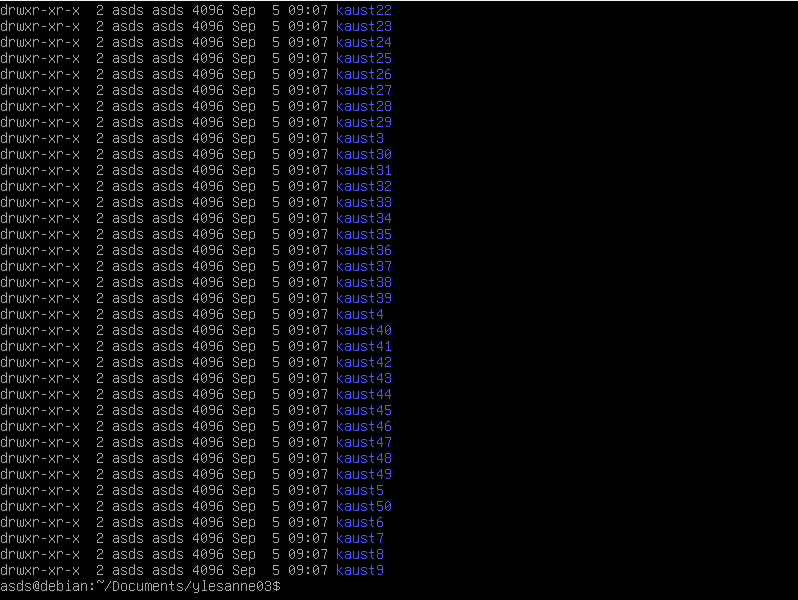 drwxr-xr-x  2 asds asds 4096 Sep  5 09:07 kaust22
drwxr-xr-x  2 asds asds 4096 Sep  5 09:07 kaust23
drwxr-xr-x  2 asds asds 4096 Sep  5 09:07 kaust24
drwxr-xr-x  2 asds asds 4096 Sep  5 09:07 kaust25
drwxr-xr-x  2 asds asds 4096 Sep  5 09:07 kaust26
drwxr-xr-x  2 asds asds 4096 Sep  5 09:07 kaust27
drwxr-xr-x  2 asds asds 4096 Sep  5 09:07 kaust28
drwxr-xr-x  2 asds asds 4096 Sep  5 09:07 kaust29
drwxr-xr-x  2 asds asds 4096 Sep  5 09:07 kaust3
drwxr-xr-x  2 asds asds 4096 Sep  5 09:07 kaust30
drwxr-xr-x  2 asds asds 4096 Sep  5 09:07 kaust31
drwxr-xr-x  2 asds asds 4096 Sep  5 09:07 kaust32
drwxr-xr-x  2 asds asds 4096 Sep  5 09:07 kaust33
drwxr-xr-x  2 asds asds 4096 Sep  5 09:07 kaust34
drwxr-xr-x  2 asds asds 4096 Sep  5 09:07 kaust35
drwxr-xr-x  2 asds asds 4096 Sep  5 09:07 kaust36
drwxr-xr-x  2 asds asds 4096 Sep  5 09:07 kaust37
drwxr-xr-x  2 asds asds 4096 Sep  5 09:07 kaust38
drwxr-xr-x  2 asds asds 4096 Sep  5 09:07 kaust39
drwxr-xr-x  2 asds asds 4096 Sep  5 09:07 kaust4
drwxr-xr-x  2 asds asds 4096 Sep  5 09:07 kaust40
drwxr-xr-x  2 asds asds 4096 Sep  5 09:07 kaust41
drwxr-xr-x  2 asds asds 4096 Sep  5 09:07 kaust42
drwxr-xr-x  2 asds asds 4096 Sep  5 09:07 kaust43
drwxr-xr-x  2 asds asds 4096 Sep  5 09:07 kaust44
drwxr-xr-x  2 asds asds 4096 Sep  5 09:07 kaust45
drwxr-xr-x  2 asds asds 4096 Sep  5 09:07 kaust46
drwxr-xr-x  2 asds asds 4096 Sep  5 09:07 kaust47
drwxr-xr-x  2 asds asds 4096 Sep  5 09:07 kaust48
drwxr-xr-x  2 asds asds 4096 Sep  5 09:07 kaust49
drwxr-xr-x  2 asds asds 4096 Sep  5 09:07 kaust5
drwxr-xr-x  2 asds asds 4096 Sep  5 09:07 kaust50
drwxr-xr-x  2 asds asds 4096 Sep  5 09:07 kaust6
drwxr-xr-x  2 asds asds 4096 Sep  5 09:07 kaust7
drwxr-xr-x  2 asds asds 4096 Sep  5 09:07 kaust8
drwxr-xr-x  2 asds asds 4096 Sep  5 09:07 kaust9
asds@debian:~/Documents/ylesanne03$